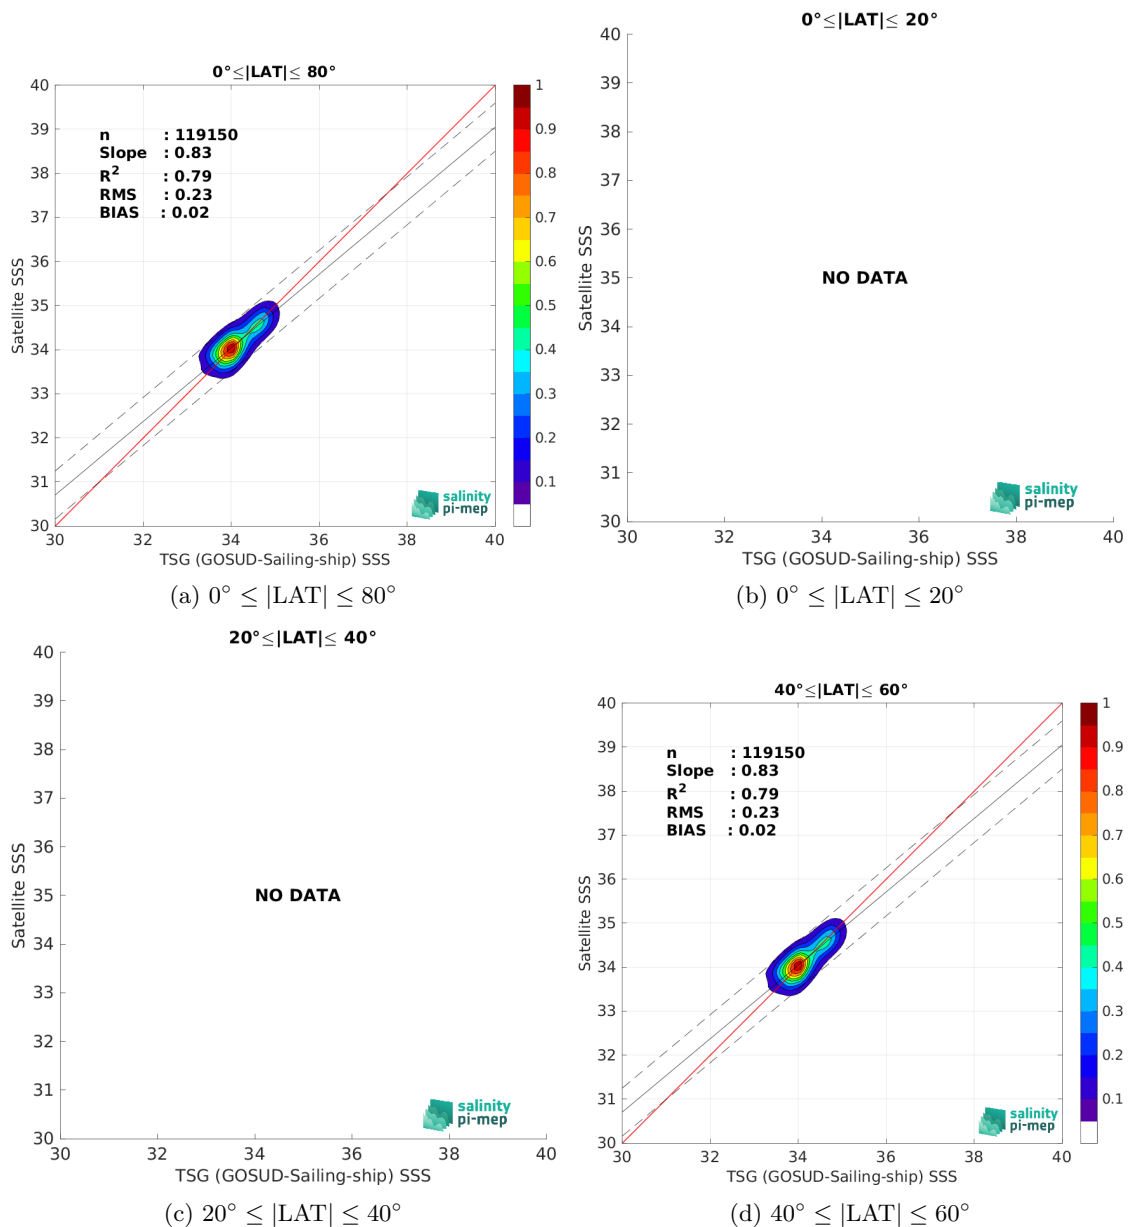 0°≤|LAT|≤ 80°
40
39
38
37
36
35
34
33
32
31
30
n : 119150
Slope : 0.83
R² : 0.79
RMS : 0.23
BIAS : 0.02
1
0.9
0.8
0.7
0.6
0.5
0.4
0.3
0.2
0.1
Satellite SSS
salinity
pi-mep
30 32 34 36 38 40
TSG (GOSUD-Sailing-ship) SSS
(a) 0° ≤ |LAT| ≤ 80°
0°≤|LAT|≤ 20°
40
39
38
37
36
35
34
33
32
31
30
Satellite SSS
NO DATA
salinity
pi-mep
30 32 34 36 38 40
TSG (GOSUD-Sailing-ship) SSS
(b) 0° ≤ |LAT| ≤ 20°
20°≤|LAT|≤ 40°
40
39
38
37
36
35
34
33
32
31
30
Satellite SSS
NO DATA
salinity
pi-mep
30 32 34 36 38 40
TSG (GOSUD-Sailing-ship) SSS
(c) 20° ≤ |LAT| ≤ 40°
40°≤|LAT|≤ 60°
40
39
38
37
36
35
34
33
32
31
30
n : 119150
Slope : 0.83
R² : 0.79
RMS : 0.23
BIAS : 0.02
1
0.9
0.8
0.7
0.6
0.5
0.4
0.3
0.2
0.1
Satellite SSS
salinity
pi-mep
30 32 34 36 38 40
TSG (GOSUD-Sailing-ship) SSS
(d) 40° ≤ |LAT| ≤ 60°